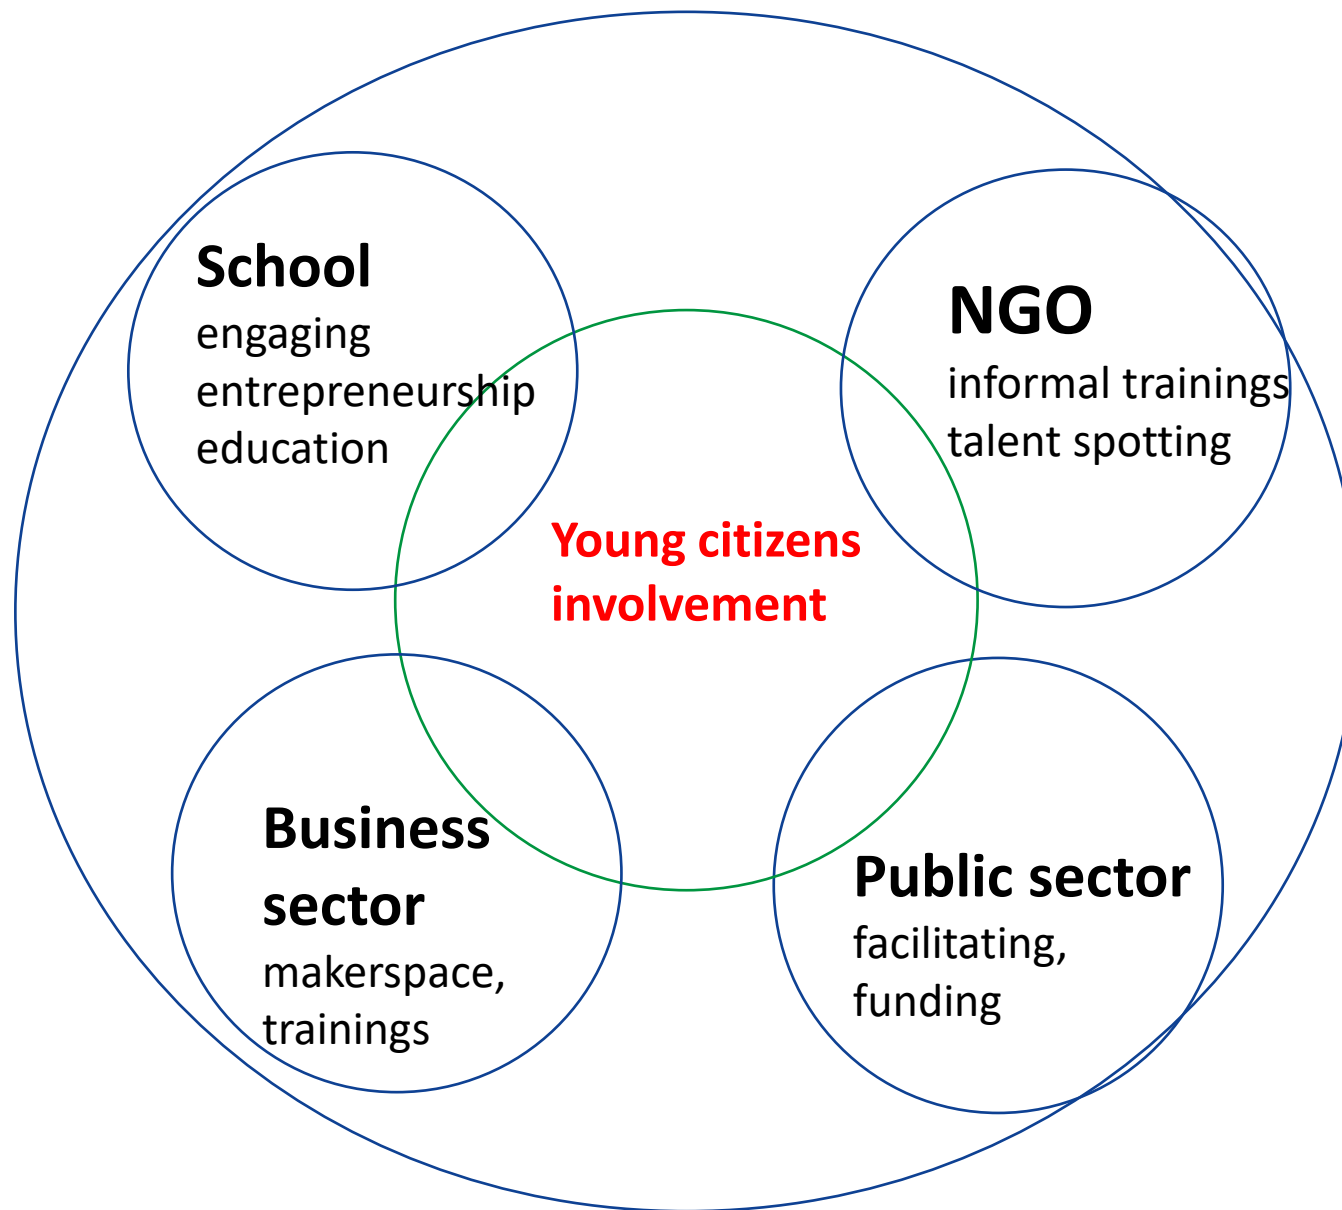 School
engaging
entrepreneurship
education
NGO
informal trainings
talent spotting
Young citizens
involvement
Business
sector
makerspace,
trainings
Public sector
facilitating,
funding